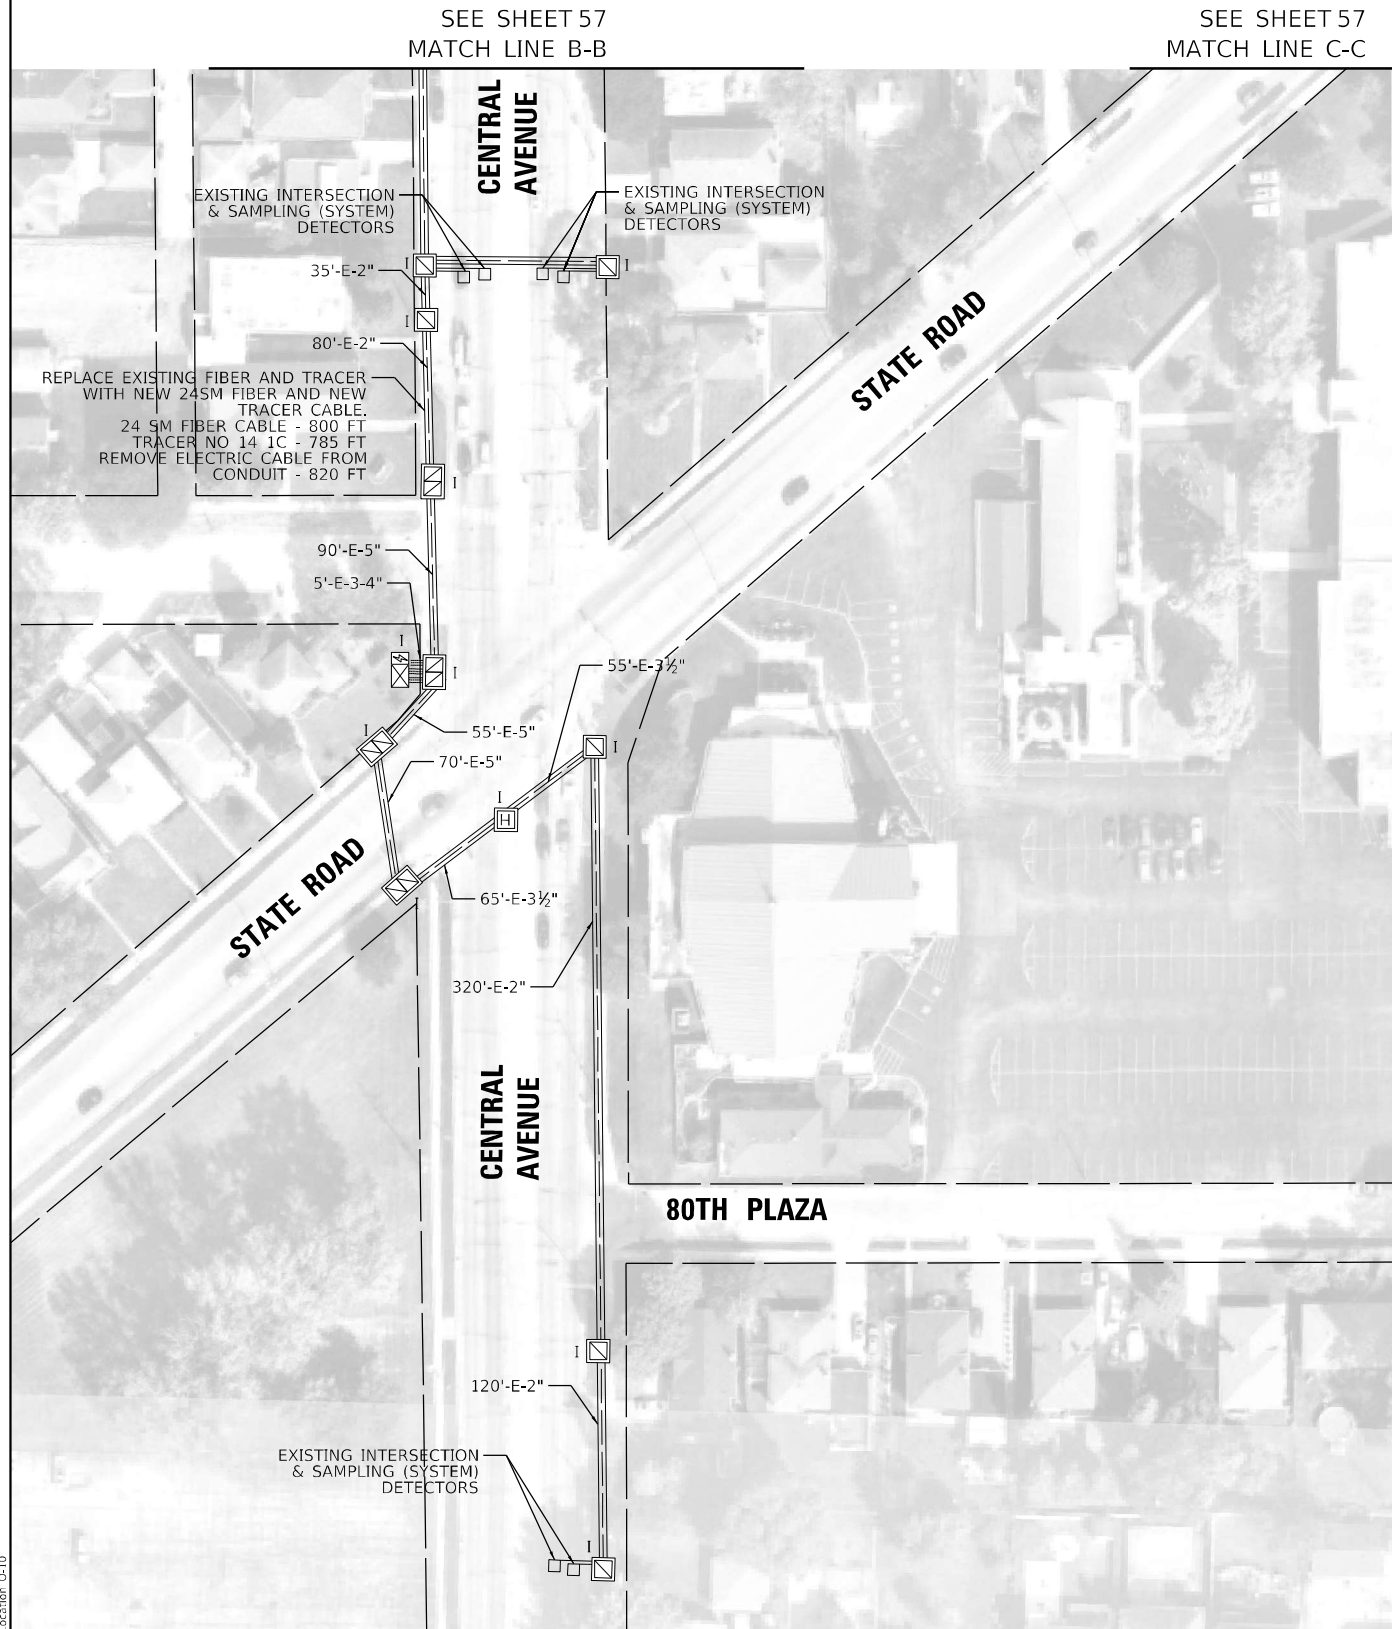 SEE SHEET 57
MATCH LINE B-B
SEE SHEET 57
MATCH LINE C-C
CENTRAL
AVENUE
EXISTING INTERSECTION
& SAMPLING (SYSTEM)
DETECTORS
EXISTING INTERSECTION
& SAMPLING (SYSTEM)
DETECTORS
I
I
35'-E-2"
I
80'-E-2"
STATE ROAD
REPLACE EXISTING FIBER AND TRACER
WITH NEW 24SM FIBER AND NEW
TRACER CABLE.
24 SM FIBER CABLE - 800 FT
TRACER NO 14 1C - 785 FT
REMOVE ELECTRIC CABLE FROM
CONDUIT - 820 FT
I
90'-E-5"
5'-E-3-4"
I
I
55'-E-3½"
I
55'-E-5"
I
70'-E-5"
I
H
STATE ROAD
65'-E-3½"
I
320'-E-2"
CENTRAL
AVENUE
80TH PLAZA
I
120'-E-2"
EXISTING INTERSECTION
& SAMPLING (SYSTEM)
DETECTORS
I
Location O-10